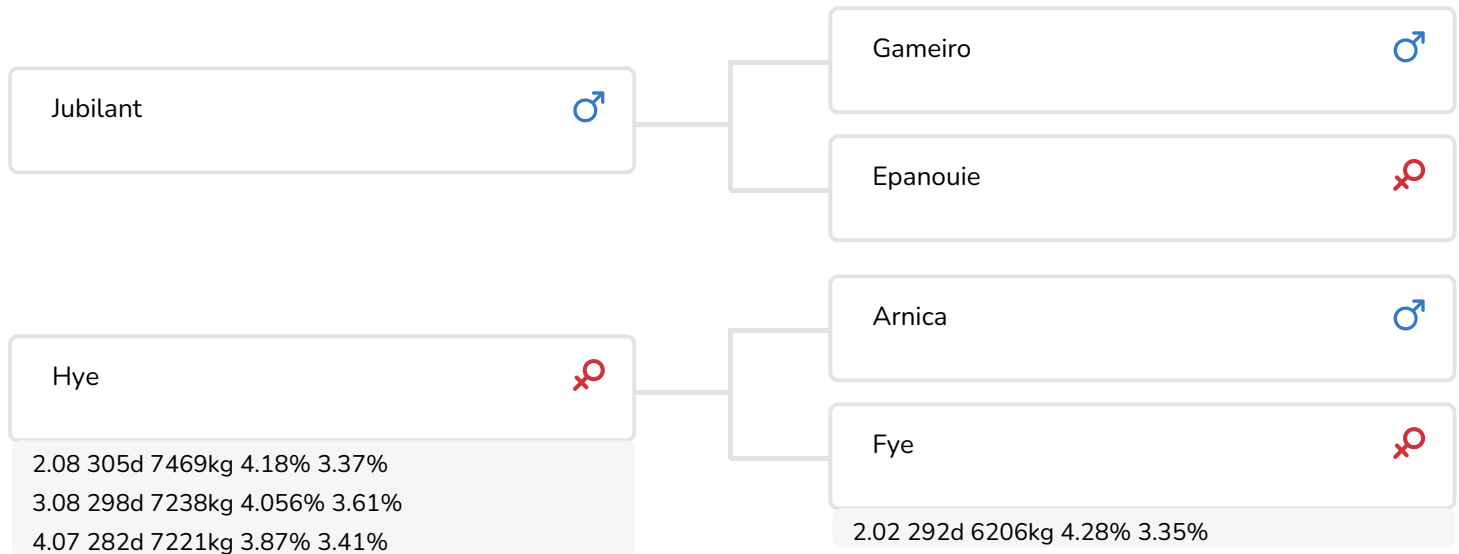 Jubilant
Gameiro
Epanouie
Hye
2.08 305d 7469kg 4.18% 3.37%
3.08 298d 7238kg 4.056% 3.61%
4.07 282d 7221kg 3.87% 3.41%
Arnica
Fye
2.02 292d 6206kg 4.28% 3.35%